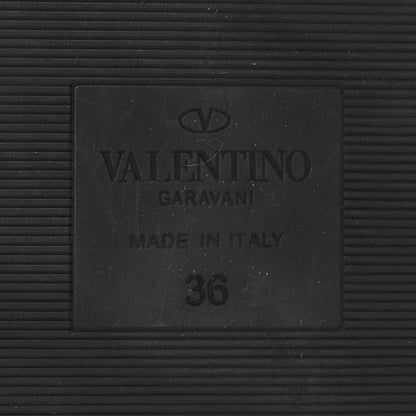 V
VALENTINO
GARAVANI
MADE IN ITALY
36